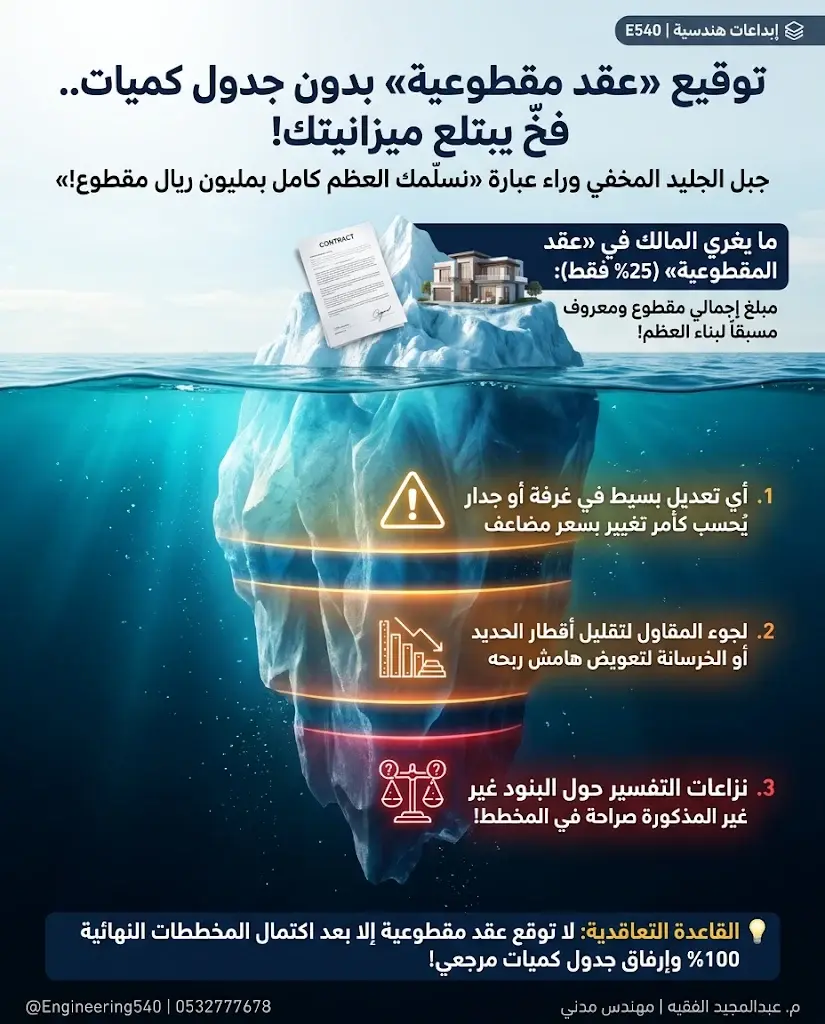 إبداعات هندسية | E540
توقيع «عقد مقطوعية» بدون جدول كميات..
فخّ يبتلع ميزانيتك!
جبل الجليد المخفي وراء عبارة «نسلّمك العظم كامل بمليون ريال مقطوع!»
CONTRACT
ما يغري المالك في «عقد
المقطوعية» (25% فقط):
مبلغ إجمالي مقطوع ومعروف
مسبقاً لبناء العظم!
1. أي تعديل بسيط في غرفة أو جدار
يُحسب كأمر تغيير بسعر مضاعف
2. لجوء المقاول لتقليل أقطار الحديد
أو الخرسانة لتعويض هامش ربحه
3. نزاعات التفسير حول البنود غير
غير المذكورة صراحة في المخطط!
القاعدة التعاقدية: لا توقع عقد مقطوعية إلا بعد اكتمال المخططات النهائية
100% وإرفاق جدول كميات مرجعي!
م. عبدالمجيد الفقيه | مهندس مدني
@Engineering540 | 0532777678